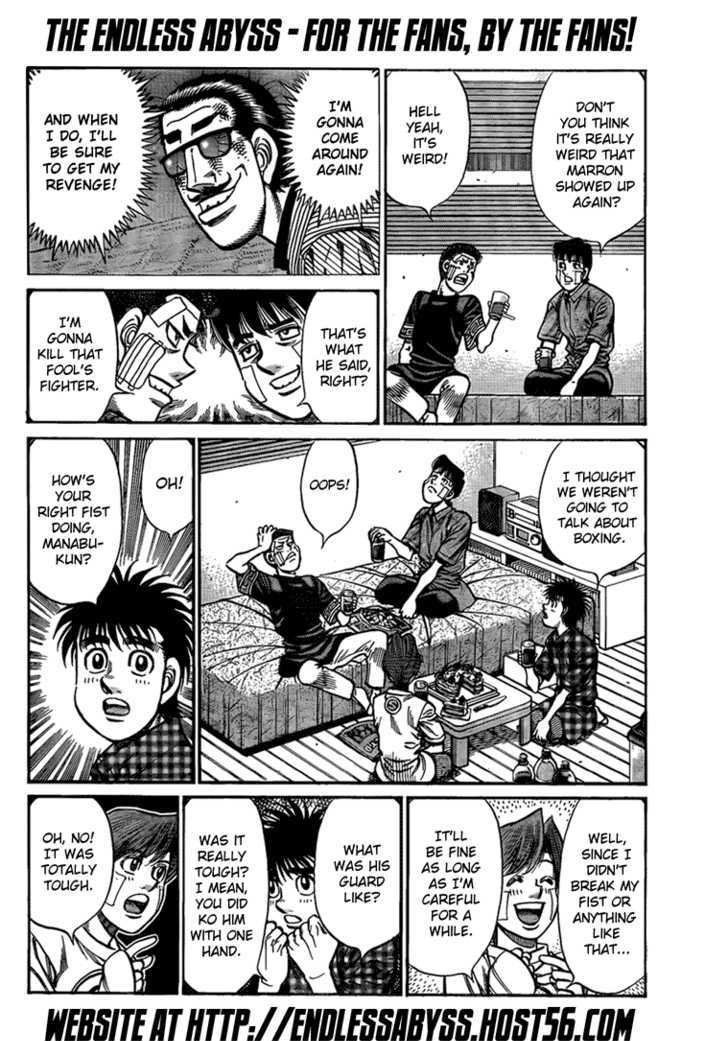 THE ENDLESS ABYSS - FOR THE FANS, BY THE FANS!
DON'T
YOU THINK
IT'S REALLY
WEIRD THAT
MARRON
SHOWED UP
AGAIN?
HELL
YEAH,
IT'S
WEIRD!
I'M
GONNA
COME
AROUND
AGAIN!
AND WHEN
I DO, I'LL
BE SURE
TO GET MY
REVENGE!
THAT'S
WHAT
HE SAID,
RIGHT?
I'M
GONNA
KILL THAT
FOOL'S
FIGHTER.
I THOUGHT
WE WEREN'T
GOING TO
TALK ABOUT
BOXING.
OOPS!
OH!
HOW'S
YOUR
RIGHT FIST
DOING,
MANABU-
KUN?
WELL,
SINCE I
DIDN'T
BREAK MY
FIST OR
ANYTHING
LIKE
THAT...
IT'LL
BE FINE
AS LONG
AS I'M
CAREFUL
FOR A
WHILE.
WHAT
WAS HIS
GUARD
LIKE?
WAS IT
REALLY
TOUGH?
I MEAN,
YOU DID
KO HIM
WITH ONE
HAND.
OH, NO!
IT WAS
TOTALLY
TOUGH.
WEBSITE AT HTTP://ENDLESSABYSS.HOST56.COM